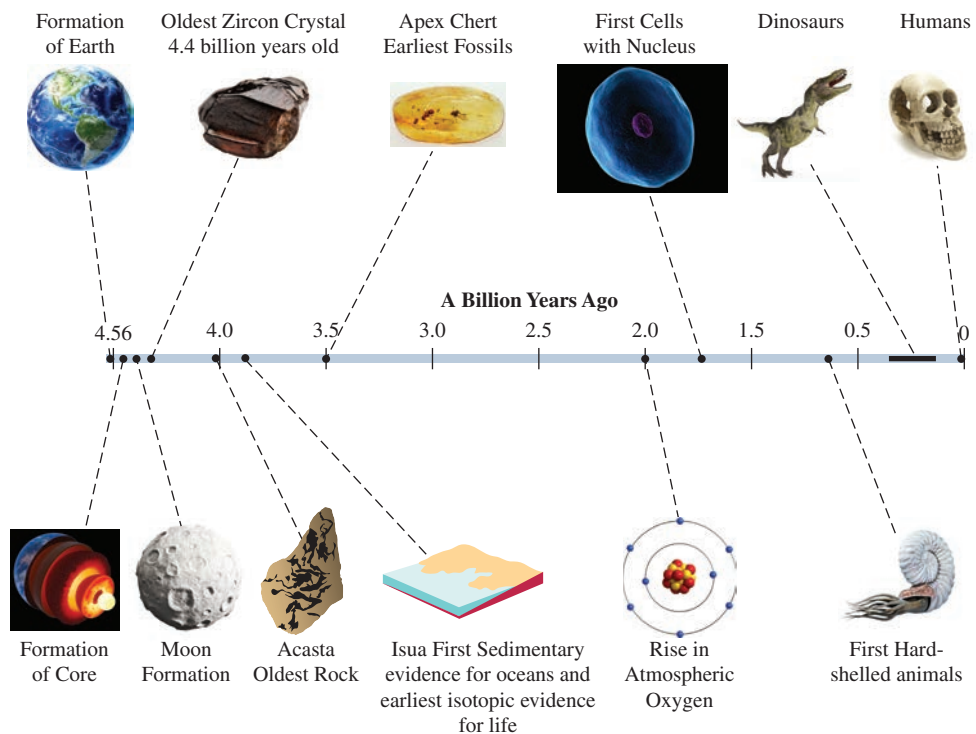 Formation
of Earth
Oldest Zircon Crystal
4.4 billion years old
Apex Chert
Earliest Fossils
First Cells
with Nucleus
Dinosaurs
Humans
A Billion Years Ago
4.56
4.0
3.5
3.0
2.5
2.0
1.5
0.5
0
Formation
of Core
Moon
Formation
Acasta
Oldest Rock
Isua First Sedimentary
evidence for oceans and
earliest isotopic evidence
for life
Rise in
Atmospheric
Oxygen
First Hard-
shelled animals